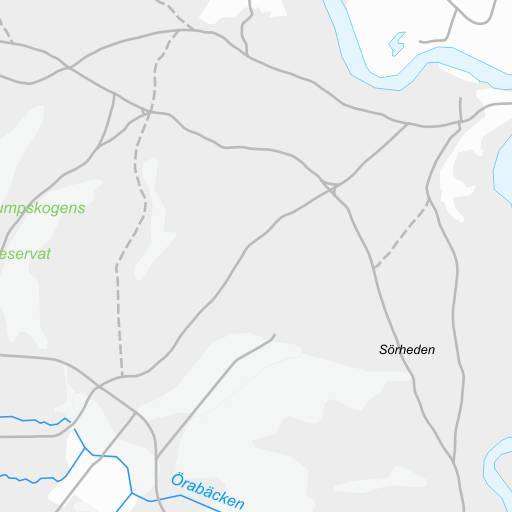 umpskogens
eservat
Sörheden
Örabäcken